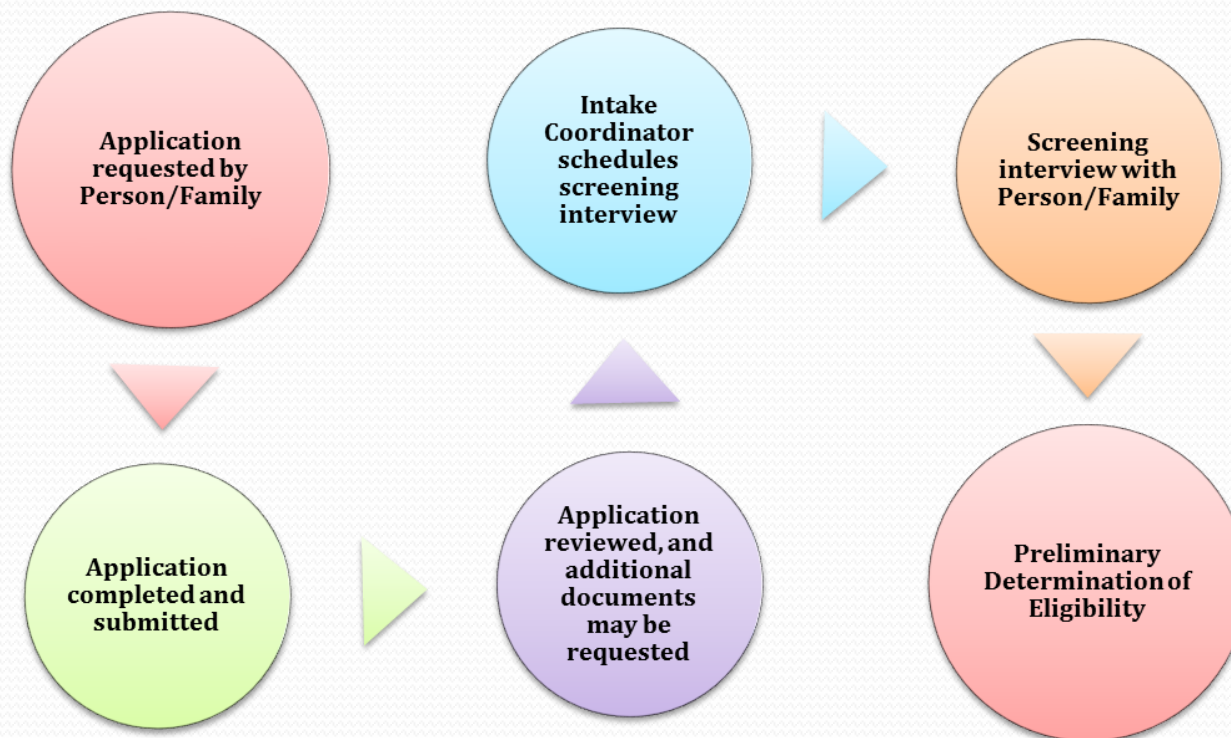 Application
requested by
Person/Family
Application
completed and
submitted
Application
reviewed, and
additional
documents
may be
requested
Intake
Coordinator
schedules
screening
interview
Screening
interview with
Person/Family
Preliminary
Determination of
Eligibility